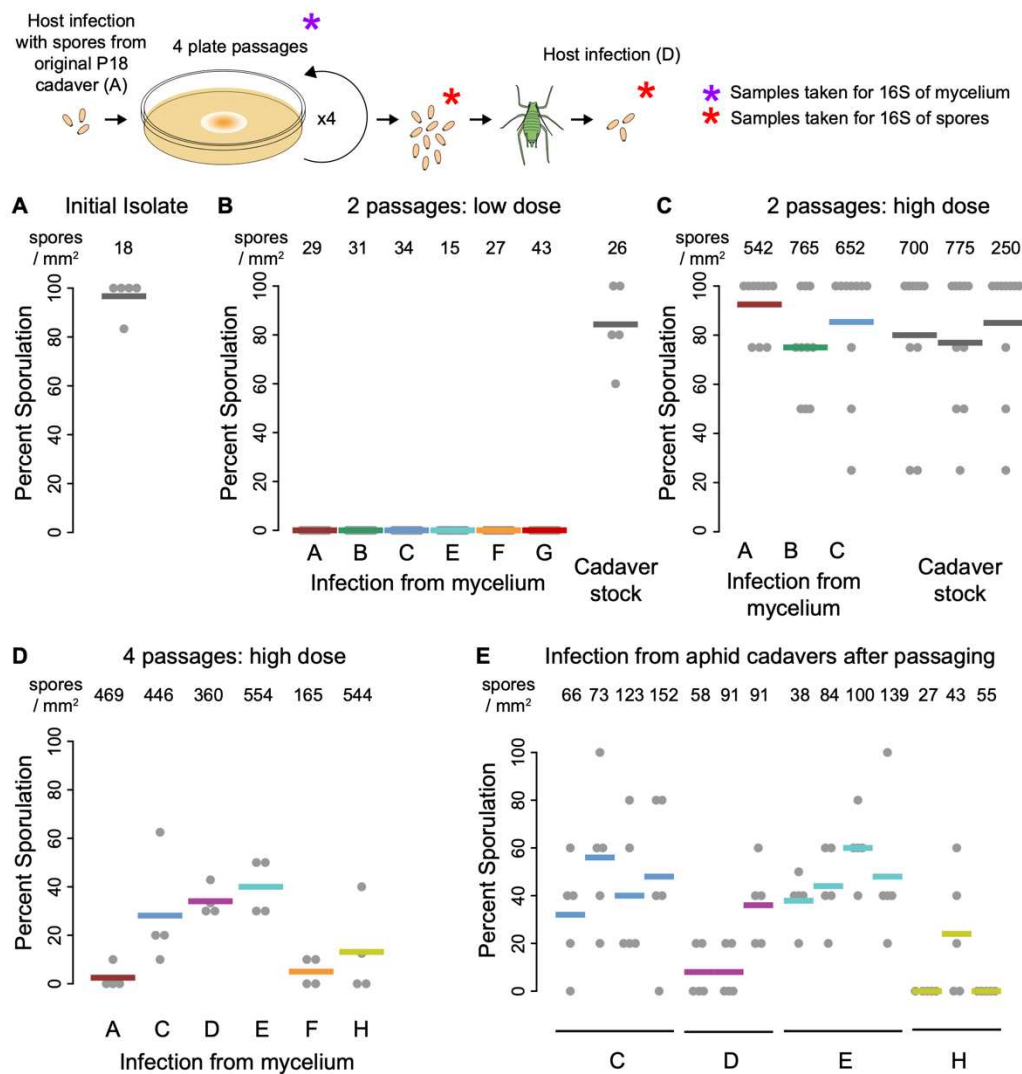 Host infection
with spores from
original P18
cadaver (A)
4 plate passages
x4
Host infection (D)
* Samples taken for 16S of mycelium
* Samples taken for 16S of spores
A Initial Isolate
spores
/ mm²
18
Percent Sporulation
100
80
60
40
20
0
B 2 passages: low dose
spores
/ mm²
29 31 34 15 27 43 26
Percent Sporulation
100
80
60
40
20
0
A B C E F G
Infection from mycelium
Cadaver
stock
C 2 passages: high dose
spores
/ mm²
542 765 652 700 775 250
Percent Sporulation
100
80
60
40
20
0
A B C
Infection from
mycelium
Cadaver
stock
D 4 passages: high dose
spores
/ mm²
469 446 360 554 165 544
Percent Sporulation
100
80
60
40
20
0
A C D E F H
Infection from mycelium
E Infection from aphid cadavers after passaging
spores
/ mm²
66 73 123 152 58 91 91 38 84 100 139 27 43 55
Percent Sporulation
100
80
60
40
20
0
C D E H